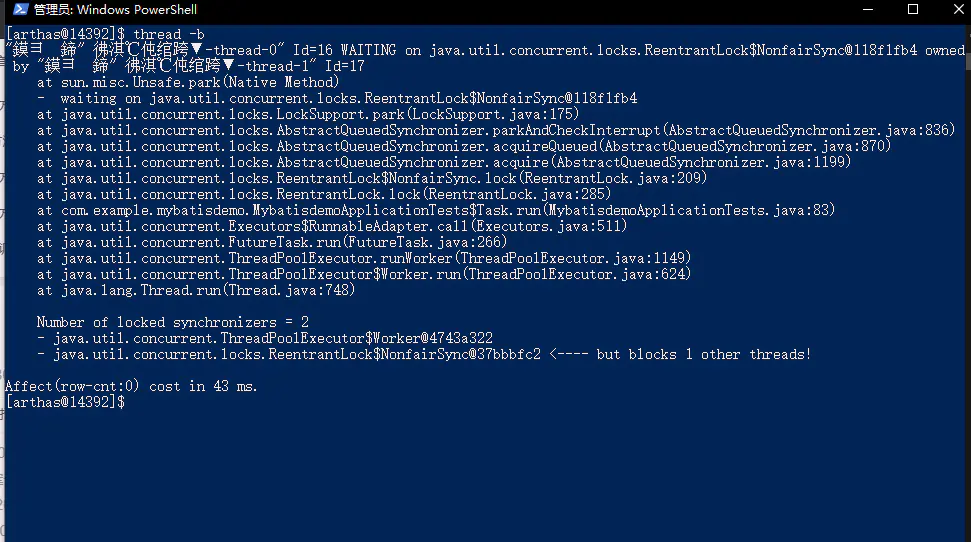 管理员: Windows PowerShell
[arthas@14392]$ thread -b
-thread-0" Id=16 WAITING on java.util.concurrent.locks.ReentrantLock$NonfairSync@118f1fb4 owned
by "鏌ヨ 鍗" 彿淇℃伅绾跨▼-thread-1" Id=17
at sun.misc.Unsafe.park(Native Method)
- waiting on java.util.concurrent.locks.ReentrantLock$NonfairSync@118f1fb4
at java.util.concurrent.locks.LockSupport.park(LockSupport.java:175)
at java.util.concurrent.locks.AbstractQueuedSynchronizer.parkAndCheckInterrupt(AbstractQueuedSynchronizer.java:836)
at java.util.concurrent.locks.AbstractQueuedSynchronizer.acquireQueued(AbstractQueuedSynchronizer.java:870)
at java.util.concurrent.locks.AbstractQueuedSynchronizer.acquire(AbstractQueuedSynchronizer.java:1199)
at java.util.concurrent.locks.ReentrantLock$NonfairSync.lock(ReentrantLock.java:209)
at java.util.concurrent.locks.ReentrantLock.lock(ReentrantLock.java:285)
at com.example.mybatisdemo.MybatisdemoApplicationTests$Task.run(MybatisdemoApplicationTests.java:83)
at java.util.concurrent.Executors$RunnableAdapter.call(Executors.java:511)
at java.util.concurrent.FutureTask.run(FutureTask.java:266)
at java.util.concurrent.ThreadPoolExecutor.runWorker(ThreadPoolExecutor.java:1149)
at java.util.concurrent.ThreadPoolExecutor$Worker.run(ThreadPoolExecutor.java:624)
at java.lang.Thread.run(Thread.java:748)
Number of locked synchronizers = 2
- java.util.concurrent.ThreadPoolExecutor$Worker@4743a322
- java.util.concurrent.locks.ReentrantLock$NonfairSync@37bbbfc2 <---- but blocks 1 other threads!
Affect(row-cnt:0) cost in 43 ms.
[arthas@14392]$